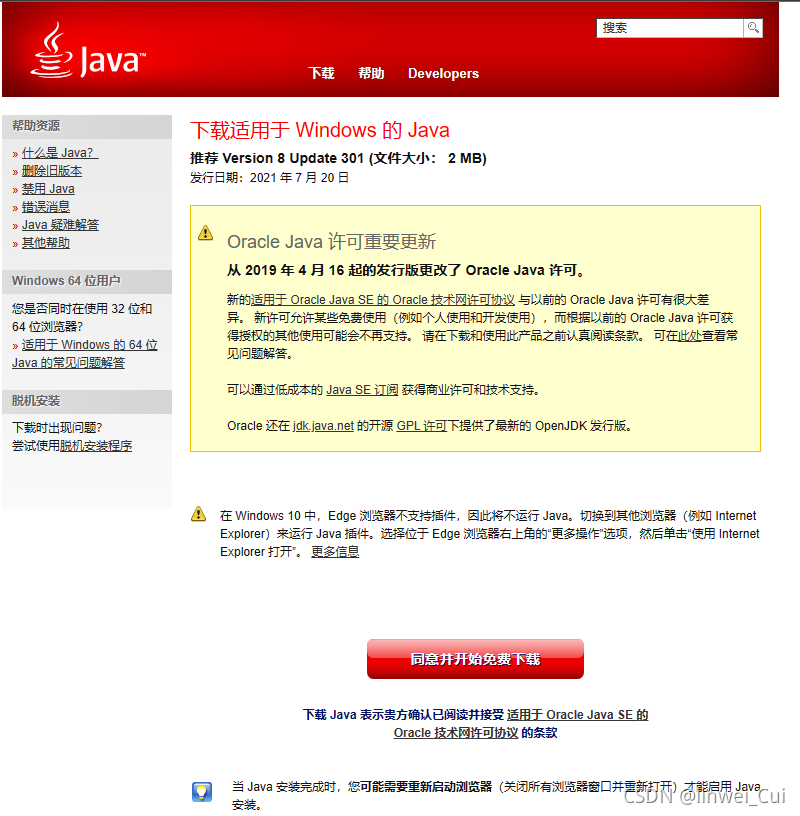 Java™
搜索
下载 帮助 Developers
帮助资源
» 什么是 Java?
» 删除旧版本
» 禁用 Java
» 错误消息
» Java 疑难解答
» 其他帮助
Windows 64 位用户
您是否同时在使用 32 位和
64 位浏览器?
» 适用于 Windows 的 64 位
Java 的常见问题解答
脱机安装
下载时出现问题?
尝试使用脱机安装程序
下载适用于 Windows 的 Java
推荐 Version 8 Update 301 (文件大小： 2 MB)
发行日期：2021 年 7 月 20 日
Oracle Java 许可重要更新
从 2019 年 4 月 16 起的发行版更改了 Oracle Java 许可。
新的适用于 Oracle Java SE 的 Oracle 技术网许可协议 与以前的 Oracle Java 许可有很大差
异。 新许可允许某些免费使用（例如个人使用和开发使用），而根据以前的 Oracle Java 许可获
得授权的其他使用可能会不再支持。 请在下载和使用此产品之前认真阅读条款。 可在此处查看常
见问题解答。
可以通过低成本的 Java SE 订阅 获得商业许可和技术支持。
Oracle 还在 jdk.java.net 的开源 GPL 许可下提供了最新的 OpenJDK 发行版。
在 Windows 10 中，Edge 浏览器不支持插件，因此将不运行 Java。切换到其他浏览器（例如 Internet
Explorer）来运行 Java 插件。选择位于 Edge 浏览器右上角的“更多操作”选项，然后单击“使用 Internet
Explorer 打开”。 更多信息
同意并开始免费下载
下载 Java 表示贵方确认已阅读并接受 适用于 Oracle Java SE 的
Oracle 技术网许可协议 的条款
当 Java 安装完成时，您可能需要重新启动浏览器（关闭所有浏览器窗口并重新打开）才能启用 Java
安装。
CSDN @linwei_Cui